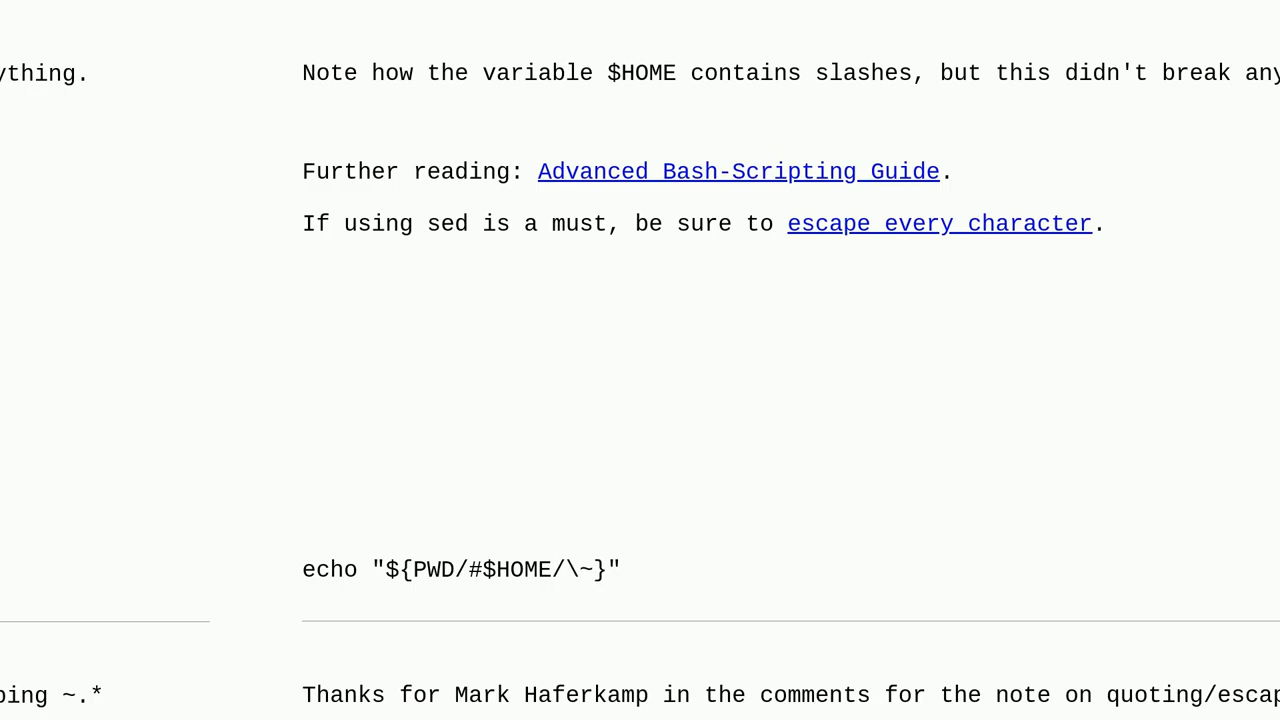 ything.
Note how the variable $HOME contains slashes, but this didn't break any
Further reading: Advanced Bash-Scripting Guide.
If using sed is a must, be sure to escape every character.
echo "${PWD/#$HOME/\~}"
ping ~.*
Thanks for Mark Haferkamp in the comments for the note on quoting/escap